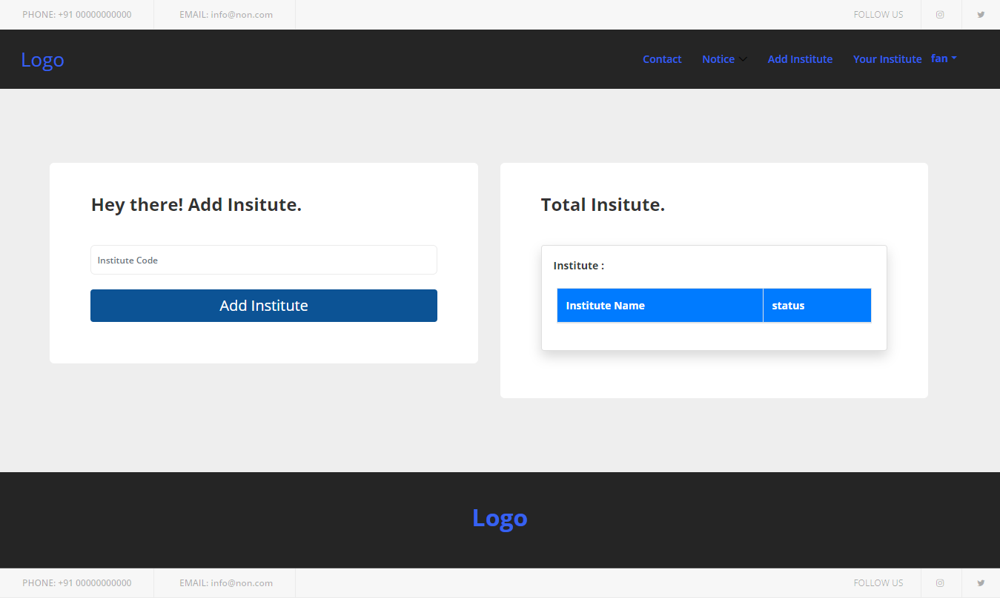 PHONE: +91 00000000000 EMAIL: info@non.com FOLLOW US
Logo Contact Notice Add Institute Your Institute fan
Hey there! Add Insitute.
Institute Code
Add Institute
Total Insitute.
Institute :
Institute Name status
Logo
PHONE: +91 00000000000 EMAIL: info@non.com FOLLOW US